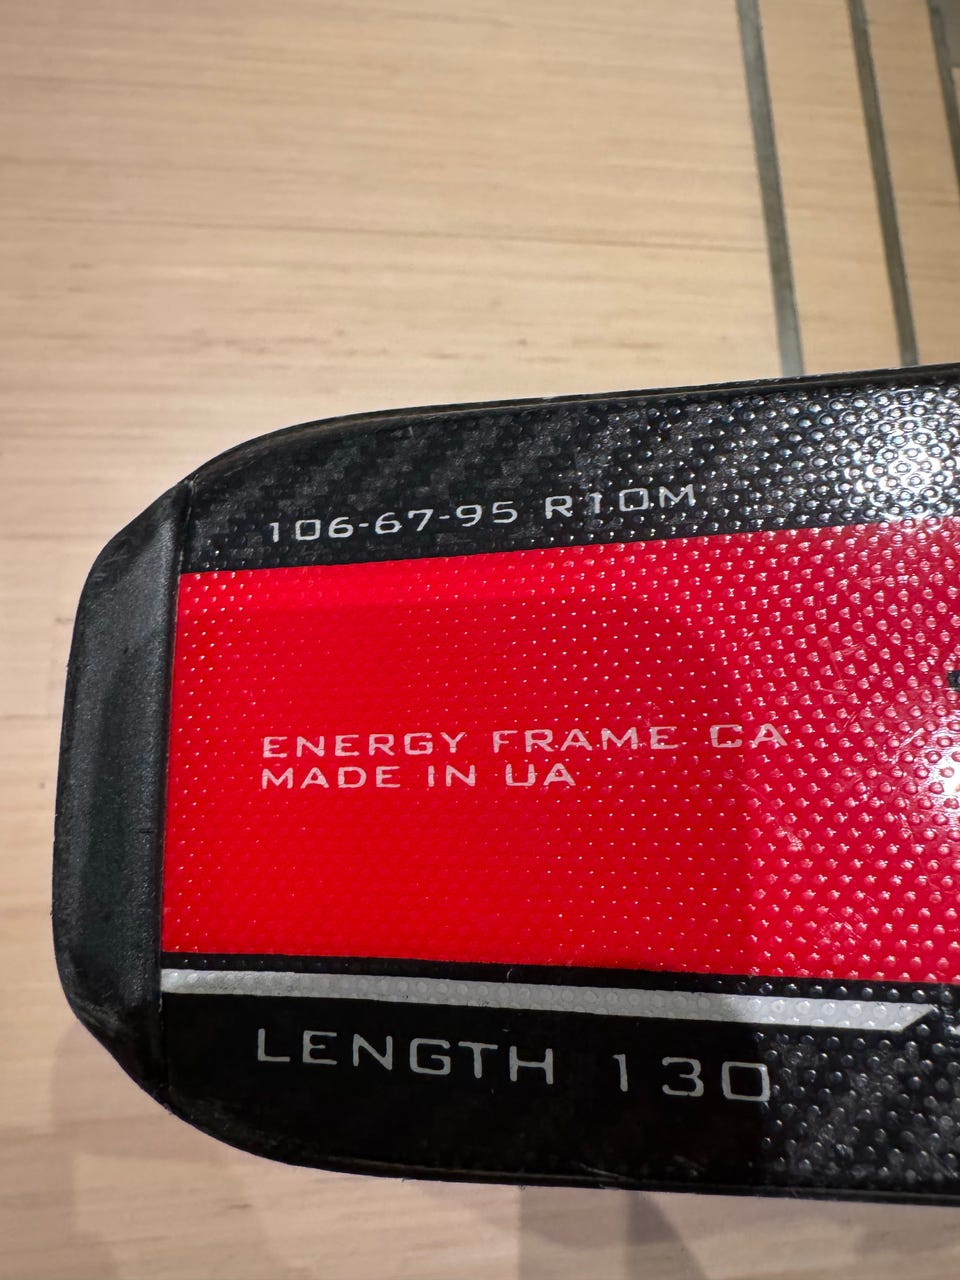 106-67-95 R10M
ENERGY FRAME CA
MADE IN UA
LENGTH 130